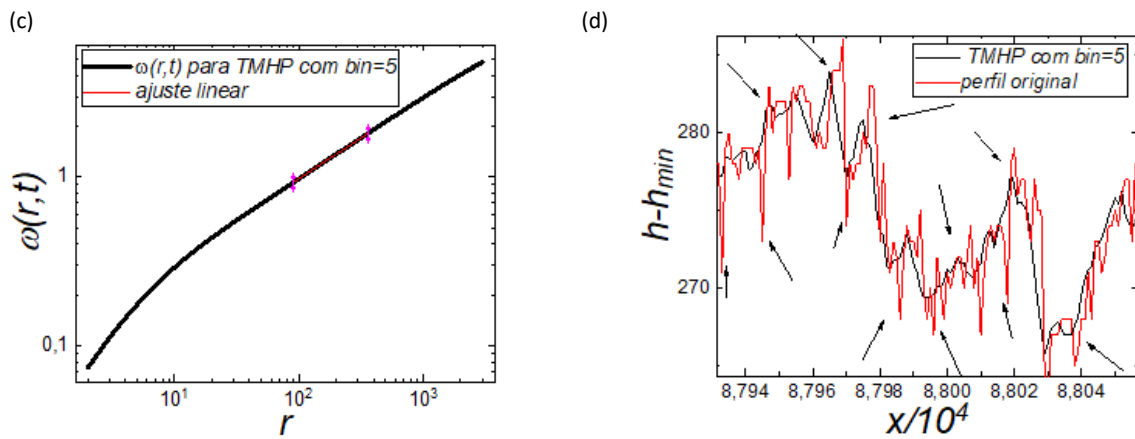 (c)
ω(r,t) para TMHP com bin=5
ajuste linear
1
0,1
ω(r,t)
10¹
10²
10³
r
(d)
TMHP com bin=5
perfil original
280
270
h-hmin
8,794
8,796
8,798
8,800
8,802
8,804
x/10⁴